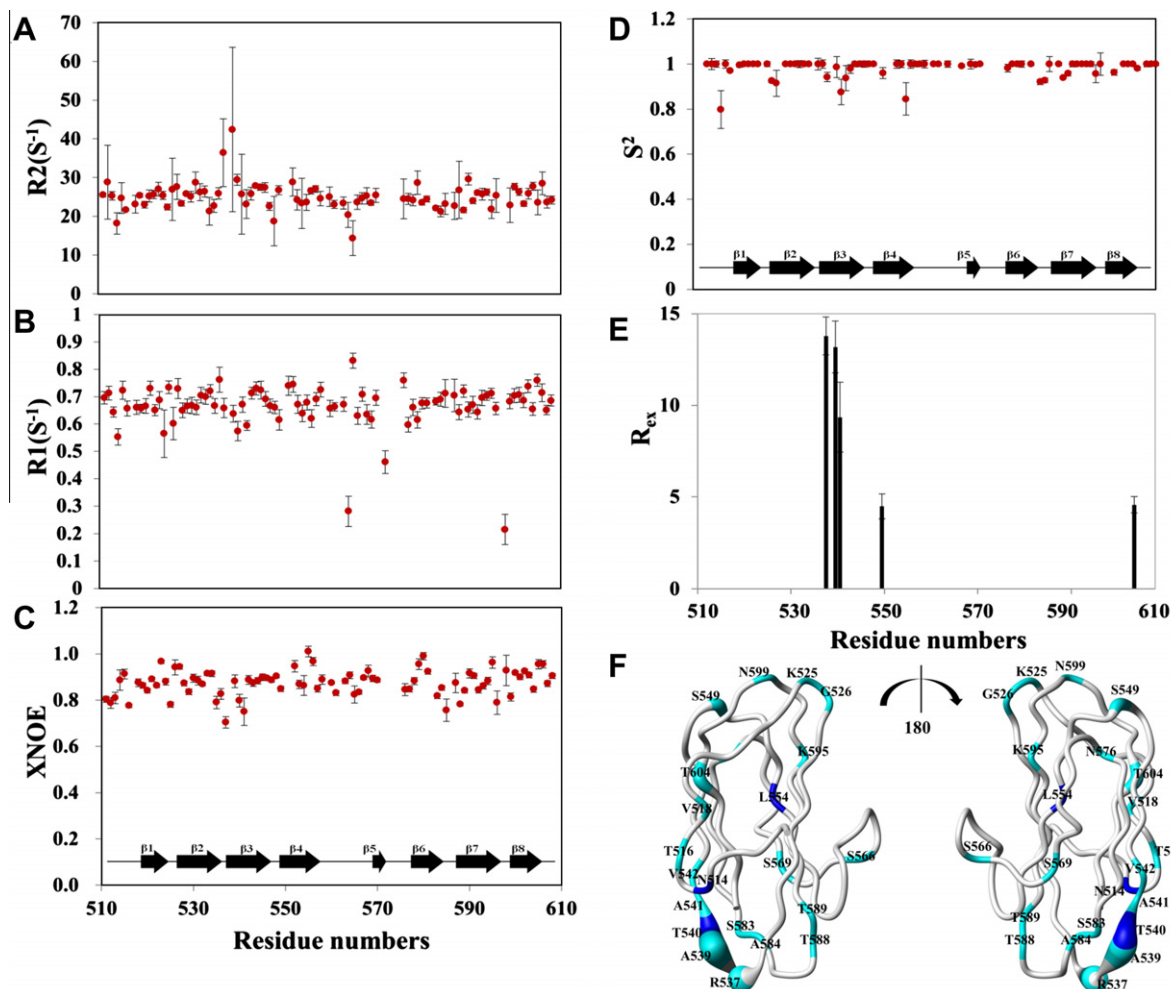 A
R2(S⁻¹)
70
60
50
40
30
20
10
0
B
R1(S⁻¹)
1
0.9
0.8
0.7
0.6
0.5
0.4
0.3
0.2
0.1
0
C
XNOE
1.2
1.0
0.8
0.6
0.4
0.2
0.0
β1 β2 β3 β4 β5 β6 β7 β8
510 530 550 570 590 610
Residue numbers
D
S²
1.2
1
0.8
0.6
0.4
0.2
0
β1 β2 β3 β4 β5 β6 β7 β8
E
Rex
15
10
5
0
510 530 550 570 590 610
Residue numbers
F
N599 K525
G526
S549
K595
T604
L554
V518
T516
V542
N514
S569
S566
A541
T540
S583
T589
A539
A584
T588
R537
180
K525 N599
G526
S549
K595
N576
T604
L554
V518
S566
S569
T5
V542
N514
A541
T589
S583
T540
T588
A584
A539
R537